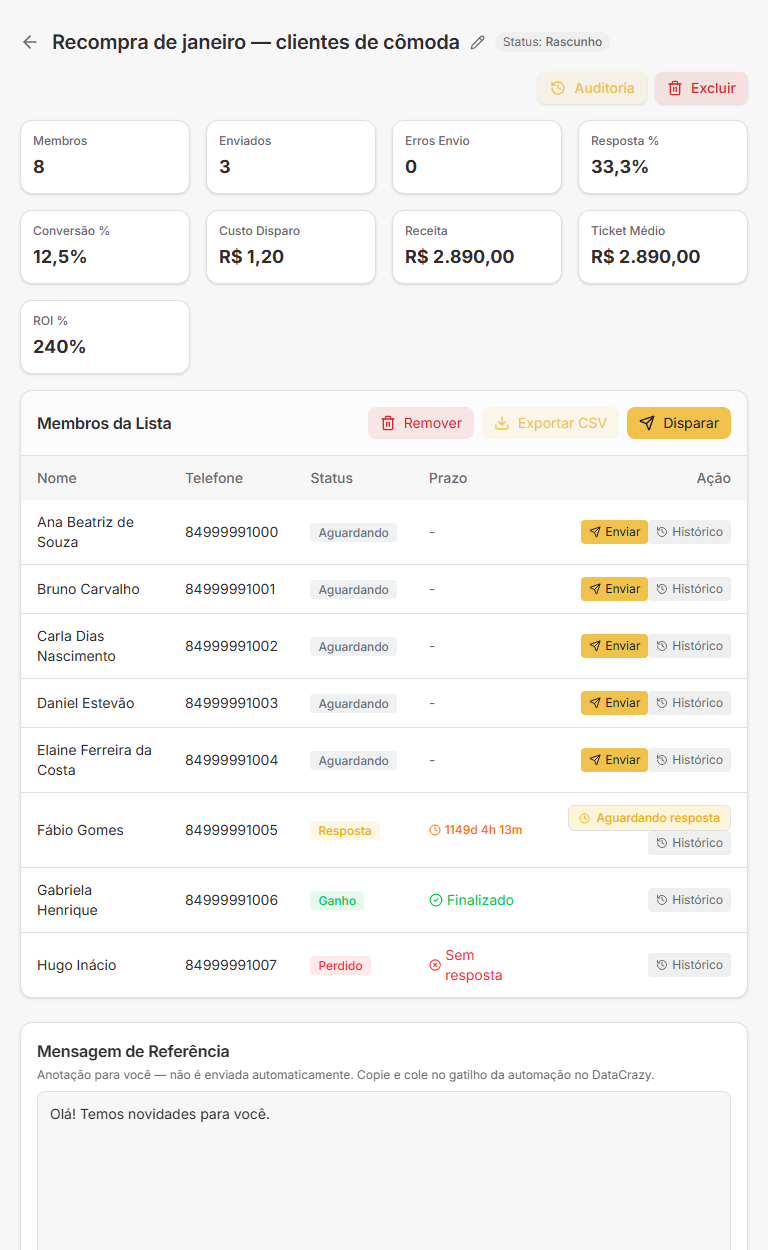 Recompra de janeiro — clientes de cômoda
Status: Rascunho
Auditoria
Excluir
Membros
8
Enviados
3
Erros Envio
0
Resposta %
33,3%
Conversão %
12,5%
Custo Disparo
R$ 1,20
Receita
R$ 2.890,00
Ticket Médio
R$ 2.890,00
ROI %
240%
Membros da Lista
Remover
Exportar CSV
Disparar
Nome Telefone Status Prazo Ação
Ana Beatriz de
Souza
84999991000 Aguardando - Enviar Histórico
Bruno Carvalho 84999991001 Aguardando - Enviar Histórico
Carla Dias
Nascimento
84999991002 Aguardando - Enviar Histórico
Daniel Estevão 84999991003 Aguardando - Enviar Histórico
Elaine Ferreira da
Costa
84999991004 Aguardando - Enviar Histórico
Fábio Gomes 84999991005 Resposta 1149d 4h 13m Aguardando resposta
Histórico
Gabriela
Henrique
84999991006 Ganho Finalizado Histórico
Hugo Inácio 84999991007 Perdido Sem
resposta
Histórico
Mensagem de Referência
Anotação para você — não é enviada automaticamente. Copie e cole no gatilho da automação no DataCrazy.
Olá! Temos novidades para você.